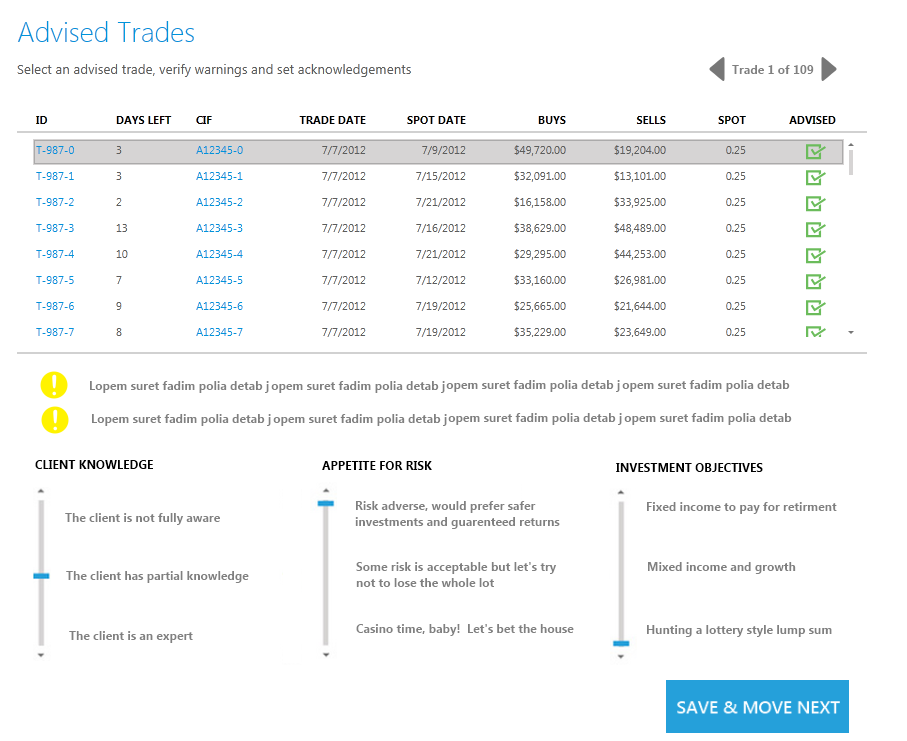 Advised Trades
Select an advised trade, verify warnings and set acknowledgements
Trade 1 of 109
ID DAYS LEFT CIF TRADE DATE SPOT DATE BUYS SELLS SPOT ADVISED
T-987-0 3 A12345-0 7/7/2012 7/9/2012 $49,720.00 $19,204.00 0.25
T-987-1 3 A12345-1 7/7/2012 7/15/2012 $32,091.00 $13,101.00 0.25
T-987-2 2 A12345-2 7/7/2012 7/21/2012 $16,158.00 $33,925.00 0.25
T-987-3 13 A12345-3 7/7/2012 7/16/2012 $38,629.00 $48,489.00 0.25
T-987-4 10 A12345-4 7/7/2012 7/21/2012 $29,295.00 $44,253.00 0.25
T-987-5 7 A12345-5 7/7/2012 7/12/2012 $33,160.00 $26,981.00 0.25
T-987-6 9 A12345-6 7/7/2012 7/19/2012 $25,665.00 $21,644.00 0.25
T-987-7 8 A12345-7 7/7/2012 7/19/2012 $35,229.00 $23,649.00 0.25
Lopem suret fadim polia detab jopem suret fadim polia detab jopem suret fadim polia detab jopem suret fadim polia detab
Lopem suret fadim polia detab jopem suret fadim polia detab jopem suret fadim polia detab jopem suret fadim polia detab
CLIENT KNOWLEDGE
The client is not fully aware
The client has partial knowledge
The client is an expert
APPETITE FOR RISK
Risk adverse, would prefer safer
investments and guarenteed returns
Some risk is acceptable but let's try
not to lose the whole lot
Casino time, baby! Let's bet the house
INVESTMENT OBJECTIVES
Fixed income to pay for retirment
Mixed income and growth
Hunting a lottery style lump sum
SAVE & MOVE NEXT